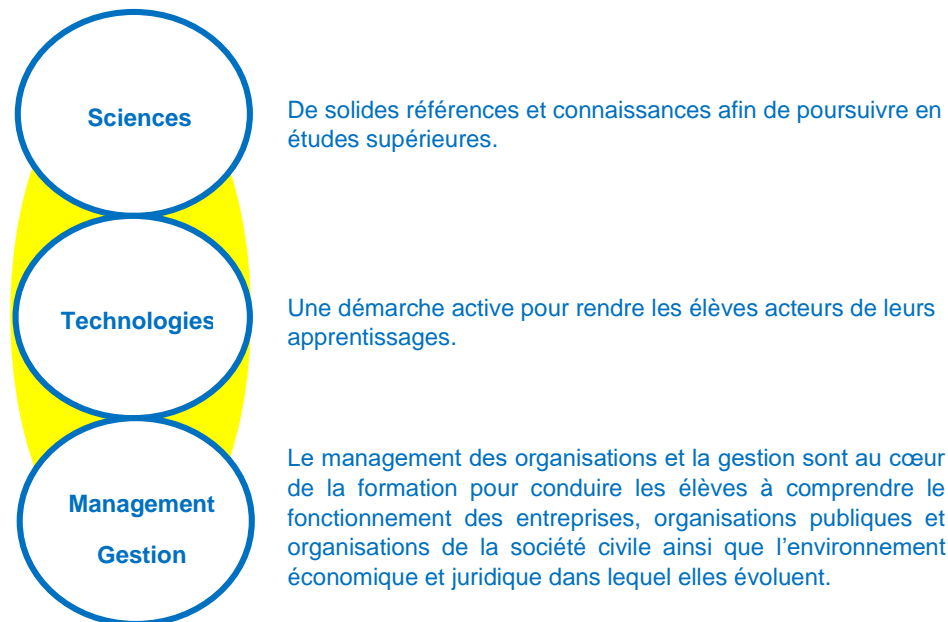 Sciences
De solides références et connaissances afin de poursuivre en
études supérieures.
Technologies
Une démarche active pour rendre les élèves acteurs de leurs
apprentissages.
Management
Gestion
Le management des organisations et la gestion sont au cœur
de la formation pour conduire les élèves à comprendre le
fonctionnement des entreprises, organisations publiques et
organisations de la société civile ainsi que l’environnement
économique et juridique dans lequel elles évoluent.